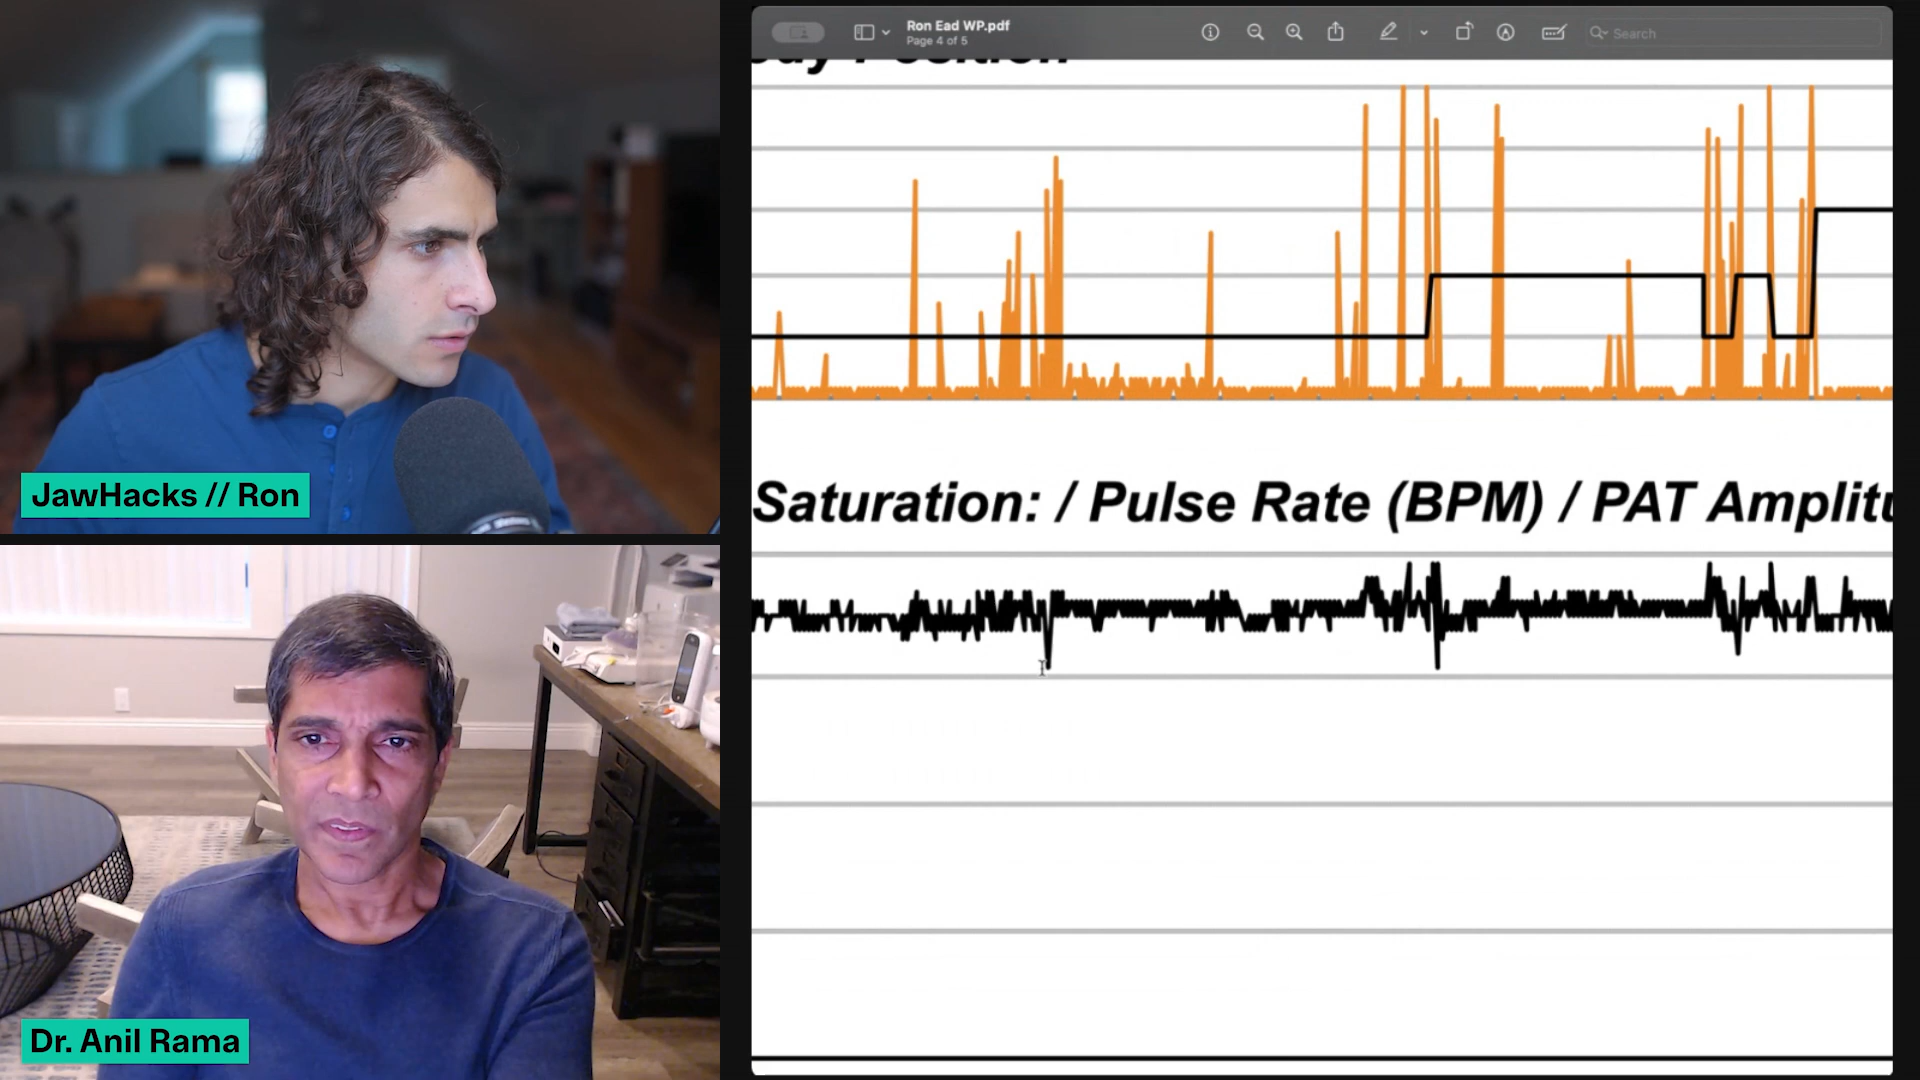 Ron Ead WP.pdf
Page 4 of 5
Search
Position
Saturation: / Pulse Rate (BPM) / PAT
JawHacks // Ron
Dr. Anil Rama